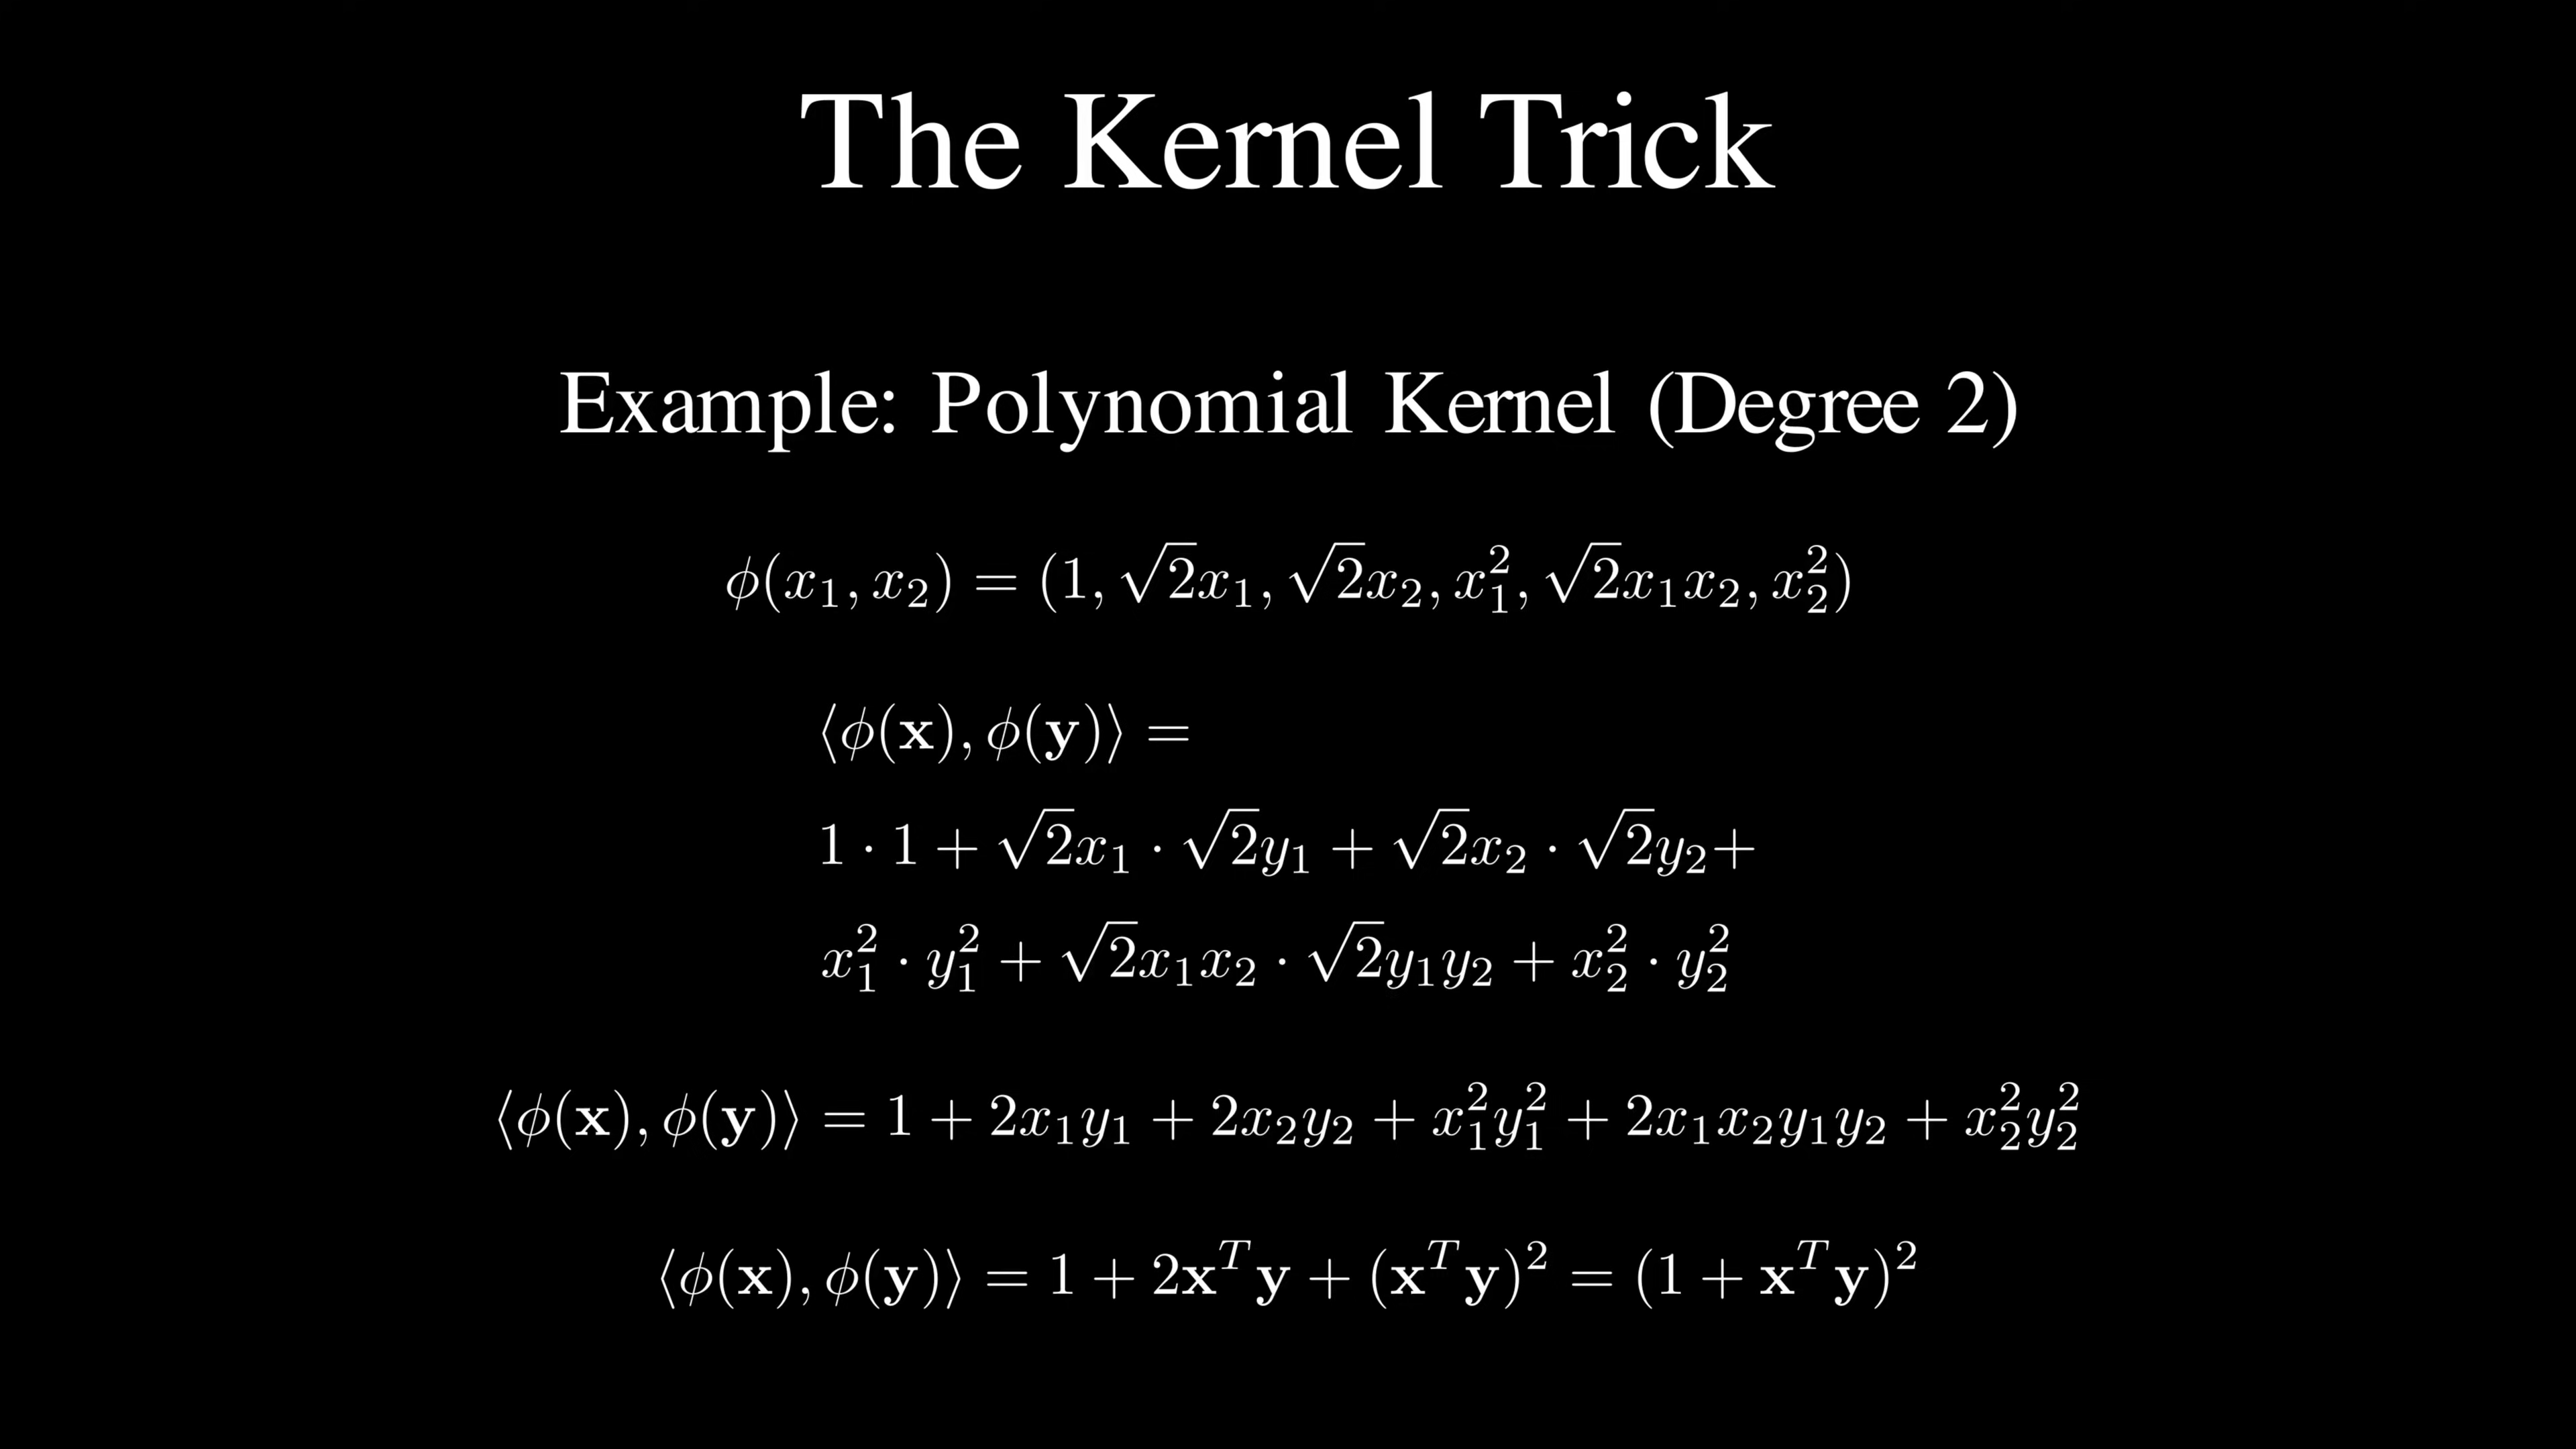 The Kernel Trick
Example: Polynomial Kernel (Degree 2)
ϕ(x₁, x₂) = (1, √2x₁, √2x₂, x₁², √2x₁x₂, x₂²)
⟨ϕ(𝐱), ϕ(𝐲)⟩ =
1 · 1 + √2x₁ · √2y₁ + √2x₂ · √2y₂+
x₁² · y₁² + √2x₁x₂ · √2y₁y₂ + x₂² · y₂²
⟨ϕ(𝐱), ϕ(𝐲)⟩ = 1 + 2x₁y₁ + 2x₂y₂ + x₁²y₁² + 2x₁x₂y₁y₂ + x₂²y₂²
⟨ϕ(𝐱), ϕ(𝐲)⟩ = 1 + 2𝐱ᵀ𝐲 + (𝐱ᵀ𝐲)² = (1 + 𝐱ᵀ𝐲)²